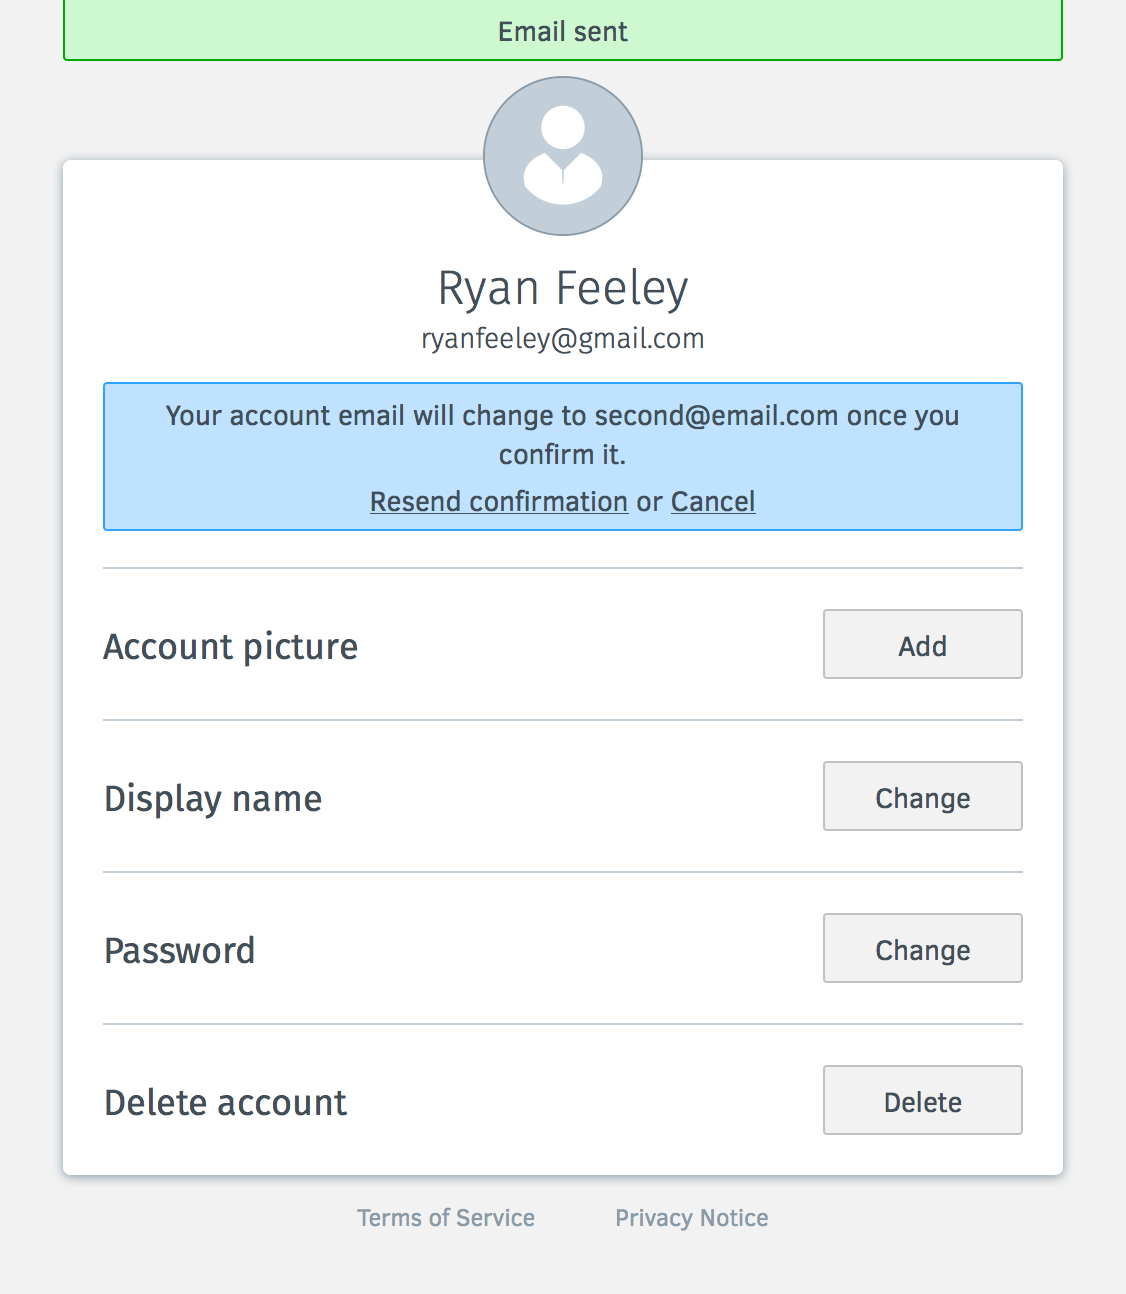 Email sent
Ryan Feeley
ryanfeeley@gmail.com
Your account email will change to second@email.com once you
confirm it.
Resend confirmation or Cancel
Account picture
Add
Display name
Change
Password
Change
Delete account
Delete
Terms of Service
Privacy Notice